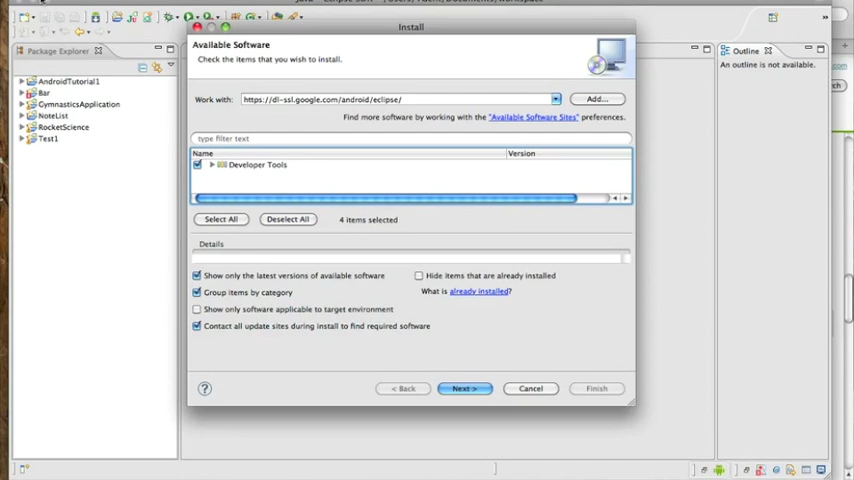 Install
Package Explorer
Available Software
Check the items that you wish to install.
Outline
An outline is not available.
AndroidTutorial1
Bar
GymnasticsApplication
NoteList
RocketScience
Test1
Work with: https://dl-ssl.google.com/android/eclipse/ Add...
Find more software by working with the "Available Software Sites" preferences.
type filter text
Name Version
Developer Tools
Select All Deselect All 4 items selected
Details
Show only the latest versions of available software Hide items that are already installed
Group items by category What is already installed?
Show only software applicable to target environment
Contact all update sites during install to find required software
? < Back Next > Cancel Finish